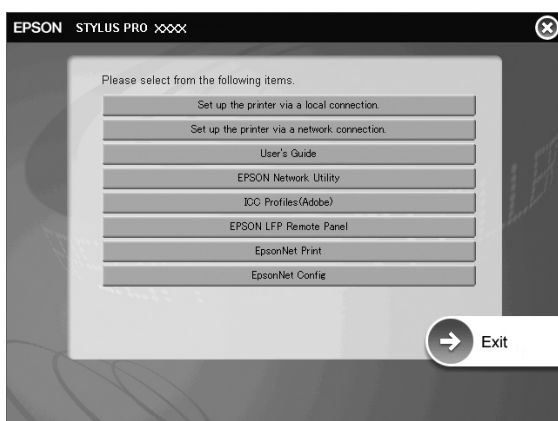 EPSON STYLUS PRO XXXX
Please select from the following items.
Set up the printer via a local connection.
Set up the printer via a network connection.
User's Guide
EPSON Network Utility
ICC Profiles(Adobe)
EPSON LFP Remote Panel
EpsonNet Print
EpsonNet Config
Exit